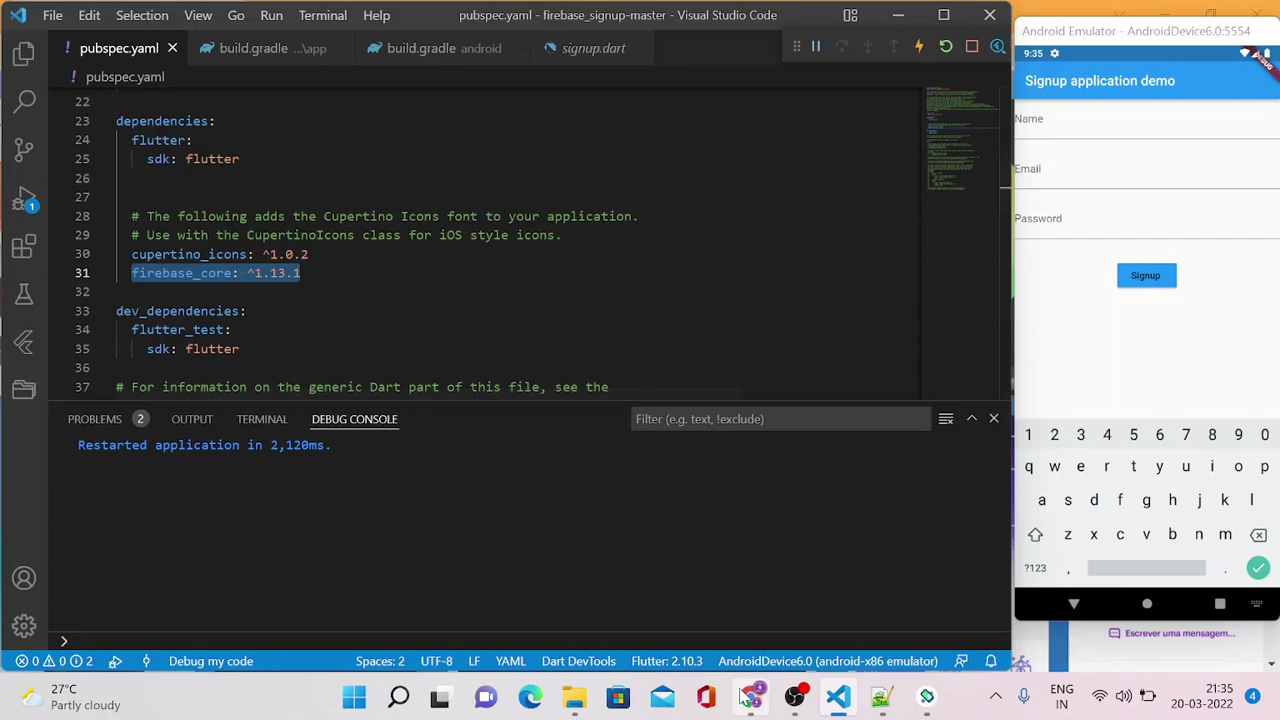 File Edit Selection View Go Run Terminal Help
pubspec.yaml - firebase_signup-master - Visual Studio Code
pubspec.yaml
build.gradle ...\app
build.gradle android
signup.dart
pubspec.yaml
22
dependencies:
24 flutter:
sdk: flutter
28 # The following adds the Cupertino Icons font to your application.
29 # Use with the CupertinoIcons class for iOS style icons.
30 cupertino_icons: ^1.0.2
31 firebase_core: ^1.13.1
32
33 dev_dependencies:
34 flutter_test:
35 sdk: flutter
36
37 # For information on the generic Dart part of this file, see the
PROBLEMS 2 OUTPUT TERMINAL DEBUG CONSOLE
Filter (e.g. text, !exclude)
Restarted application in 2,120ms.
0 0 2 Debug my code
Spaces: 2 UTF-8 LF YAML Dart DevTools Flutter: 2.10.3 AndroidDevice6.0 (android-x86 emulator)
Android Emulator - AndroidDevice6.0:5554
9:35
DEBUG
Signup application demo
Name
Email
Password
Signup
1 2 3 4 5 6 7 8 9 0
q w e r t y u i o p
a s d f g h j k l
z x c v b n m
?123 , .
Escrever uma mensagem...
27°C
Partly cloudy
ENG
IN
21:35
20-03-2022
4